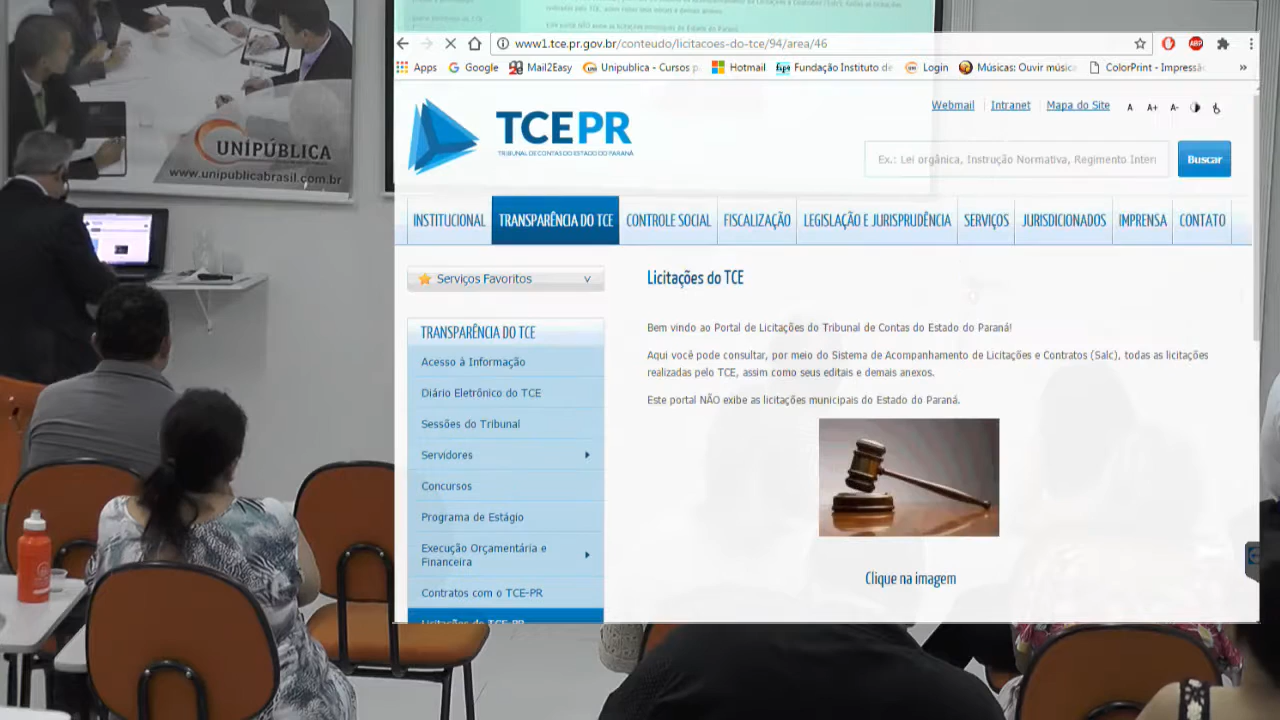 UNIPÚBLICA
www.unipublicabrasil.com.br
www1.tce.pr.gov.br/conteudo/licitacoes-do-tce/94/area/46
Apps Google Mail2Easy Unipublica - Cursos p Hotmail Fundação Instituto de Login Músicas: Ouvir música ColorPrint - Impressã »
TCEPR
TRIBUNAL DE CONTAS DO ESTADO DO PARANÁ
Webmail Intranet Mapa do Site A A+ A-
Ex.: Lei orgânica, Instrução Normativa, Regimento Inter
Buscar
INSTITUCIONAL TRANSPARÊNCIA DO TCE CONTROLE SOCIAL FISCALIZAÇÃO LEGISLAÇÃO E JURISPRUDÊNCIA SERVIÇOS JURISDICIONADOS IMPRENSA CONTATO
Serviços Favoritos
TRANSPARÊNCIA DO TCE
Acesso à Informação
Diário Eletrônico do TCE
Sessões do Tribunal
Servidores
Concursos
Programa de Estágio
Execução Orçamentária e
Financeira
Contratos com o TCE-PR
Licitações do TCE-PR
Licitações do TCE
Bem vindo ao Portal de Licitações do Tribunal de Contas do Estado do Paraná!
Aqui você pode consultar, por meio do Sistema de Acompanhamento de Licitações e Contratos (Salc), todas as licitações
realizadas pelo TCE, assim como seus editais e demais anexos.
Este portal NÃO exibe as licitações municipais do Estado do Paraná.
Clique na imagem